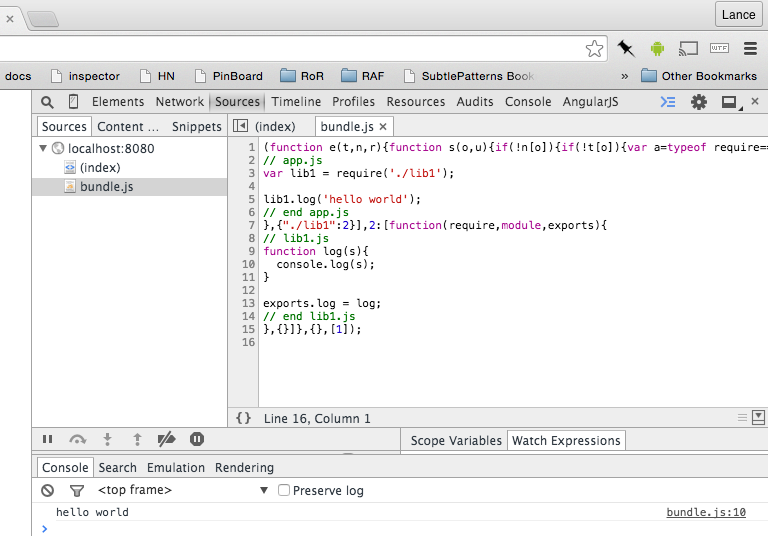 Lance
WTF
docs inspector HN PinBoard RoR RAF SubtlePatterns Book » Other Bookmarks
Elements Network Sources Timeline Profiles Resources Audits Console AngularJS
Sources Content ... Snippets (index) bundle.js ×
localhost:8080
(index)
bundle.js
1 (function e(t,n,r){function s(o,u){if(!n[o]){if(!t[o]){var a=typeof require==
2 // app.js
3 var lib1 = require('./lib1');
4
5 lib1.log('hello world');
6 // end app.js
7 },{"./lib1":2}],2:[function(require,module,exports){
8 // lib1.js
9 function log(s){
10   console.log(s);
11 }
12
13 exports.log = log;
14 // end lib1.js
15 },{}]},{},[1]);
16
{} Line 16, Column 1
Scope Variables Watch Expressions
Console Search Emulation Rendering
<top frame> Preserve log
hello world bundle.js:10